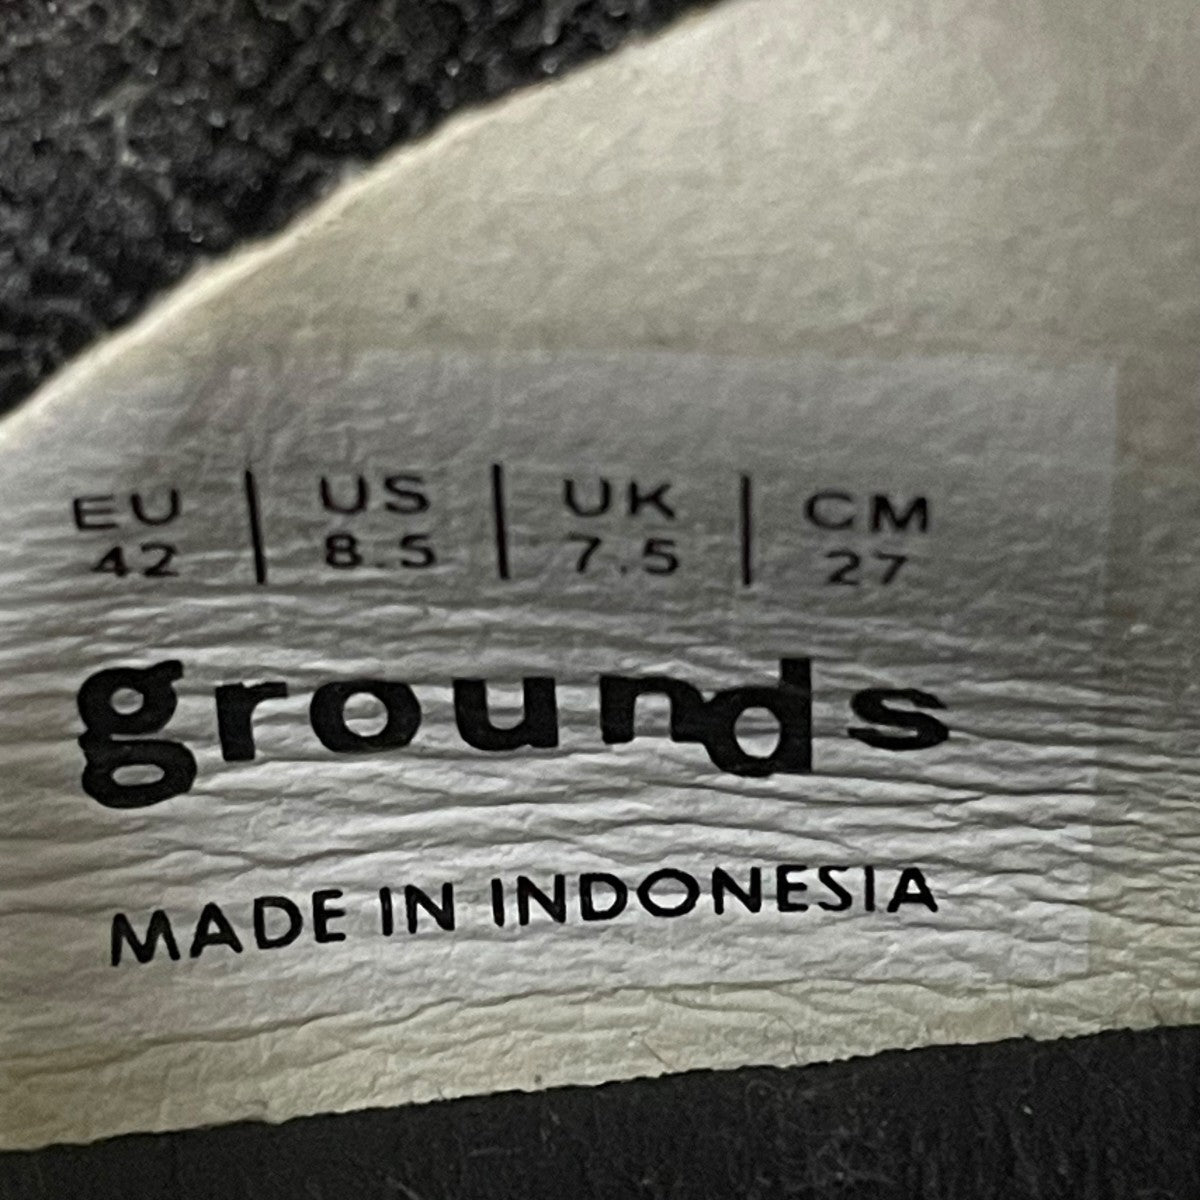 EU | US | UK | CM
42 | 8.5 | 7.5 | 27
grounds
MADE IN INDONESIA